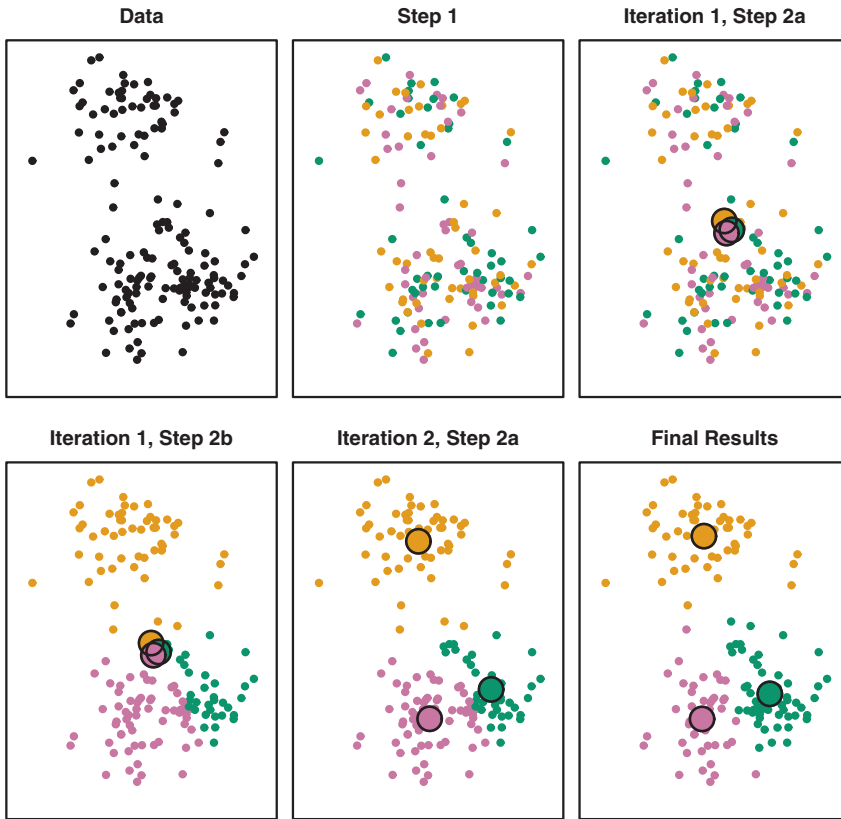 Data
Step 1
Iteration 1, Step 2a
Iteration 1, Step 2b
Iteration 2, Step 2a
Final Results